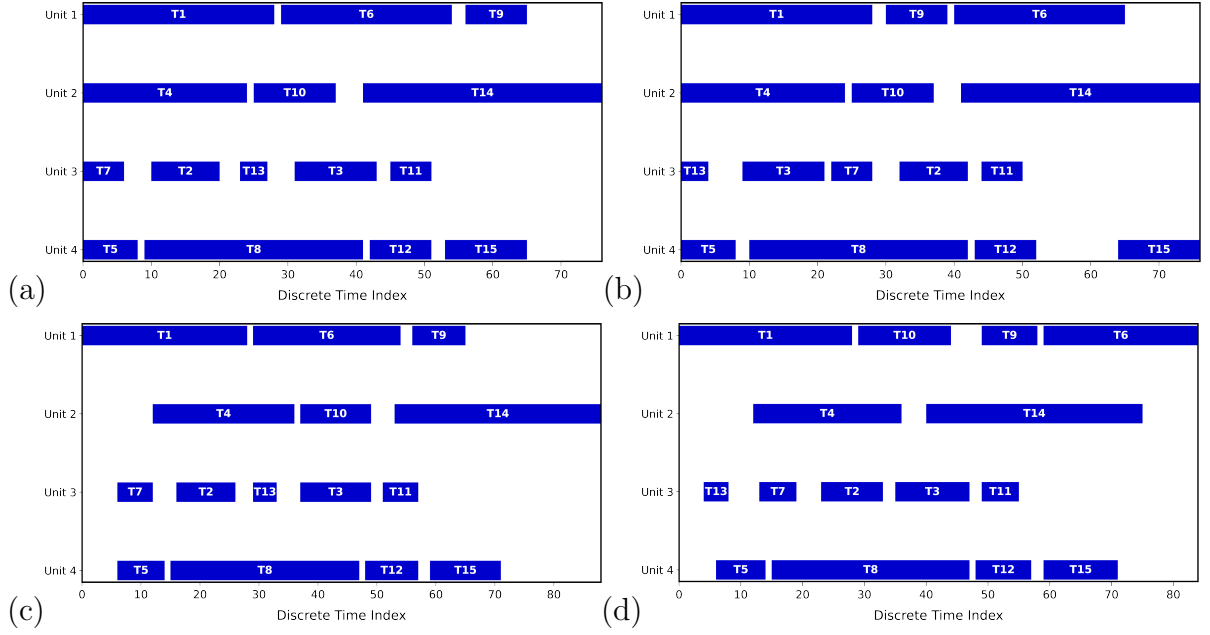 Unit 1 T1 T6 T9
Unit 2 T4 T10 T14
Unit 3 T7 T2 T13 T3 T11
Unit 4 T5 T8 T12 T15
0 10 20 30 40 50 60 70
Discrete Time Index
(a)
Unit 1 T1 T9 T6
Unit 2 T4 T10 T14
Unit 3 T13 T3 T7 T2 T11
Unit 4 T5 T8 T12 T15
0 10 20 30 40 50 60 70
Discrete Time Index
(b)
Unit 1 T1 T6 T9
Unit 2 T4 T10 T14
Unit 3 T7 T2 T13 T3 T11
Unit 4 T5 T8 T12 T15
0 10 20 30 40 50 60 70 80
Discrete Time Index
(c)
Unit 1 T1 T10 T9 T6
Unit 2 T4 T14
Unit 3 T13 T7 T2 T3 T11
Unit 4 T5 T8 T12 T15
0 10 20 30 40 50 60 70 80
Discrete Time Index
(d)